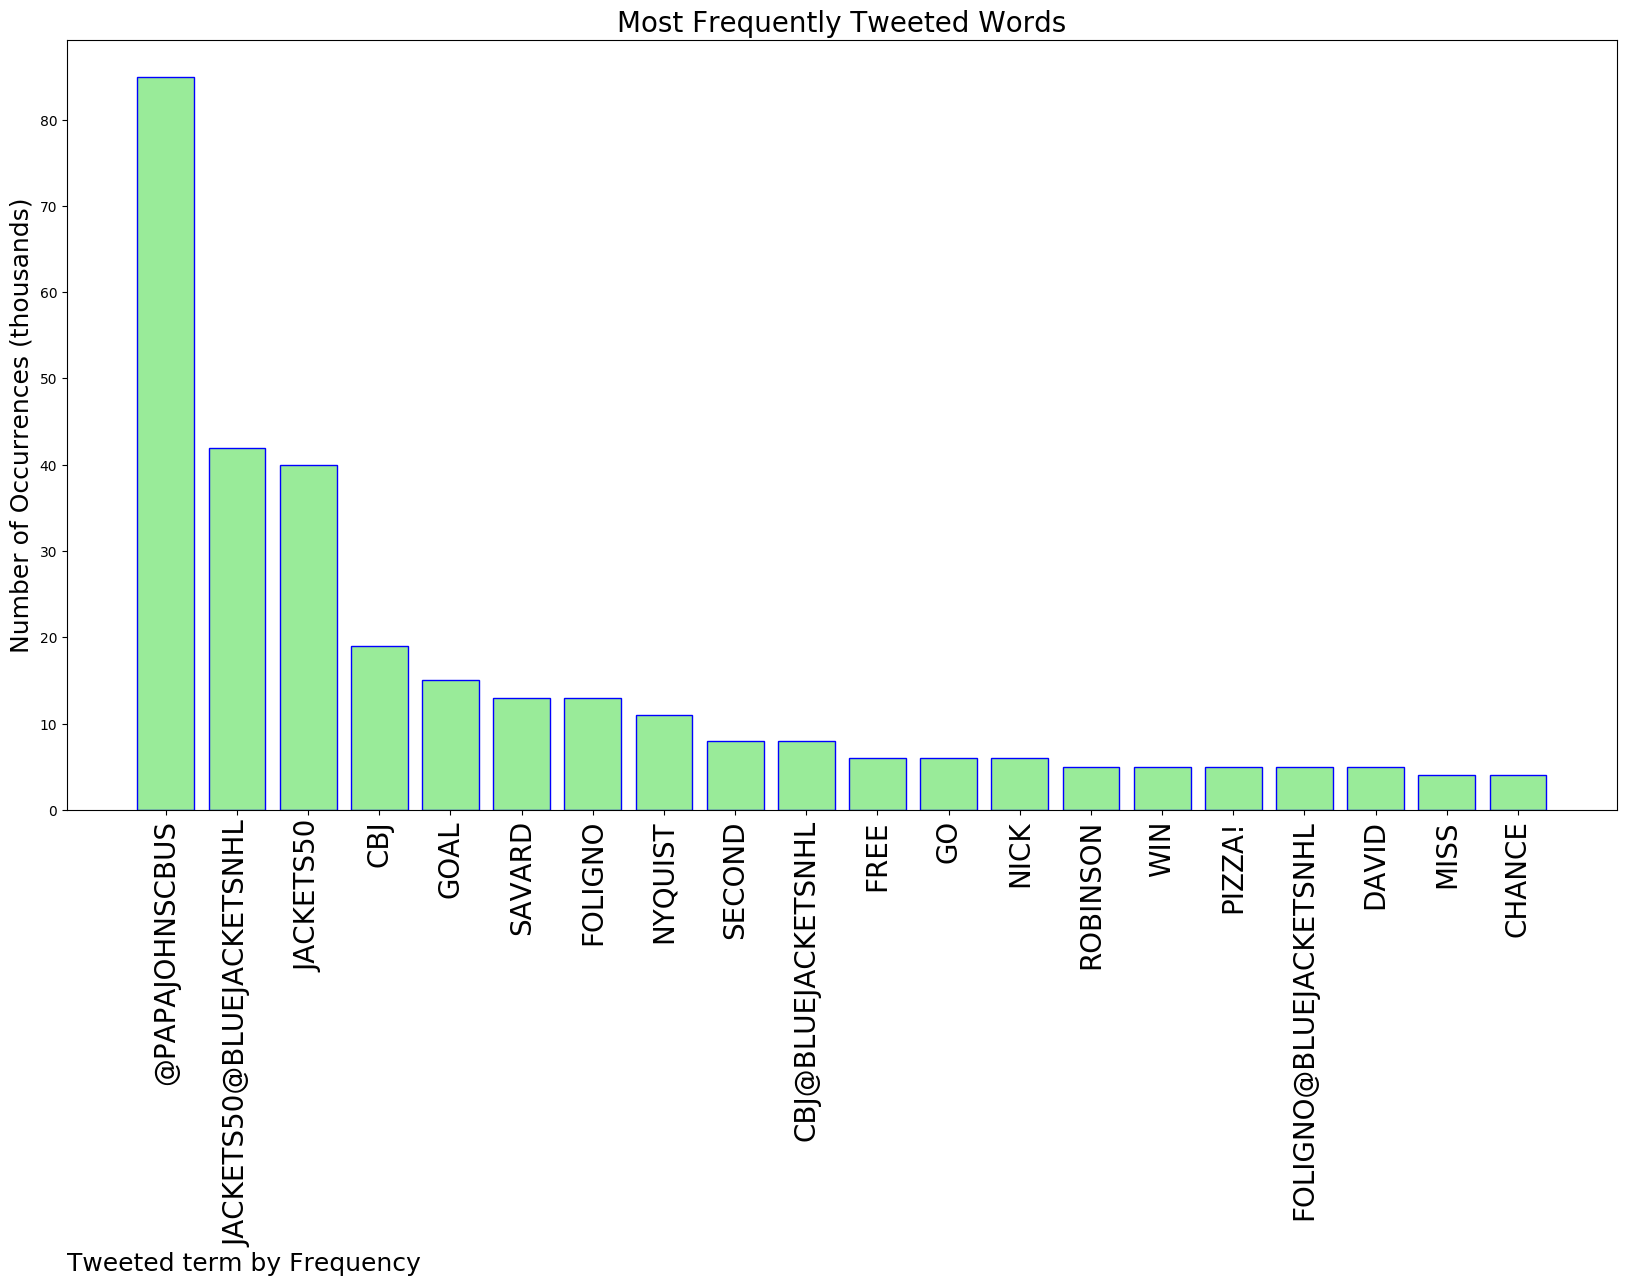 Most Frequently Tweeted Words
Number of Occurrences (thousands)
80
70
60
50
40
30
20
10
0
@PAPAJOHNSCBUS
JACKETS50@BLUEJACKETSNHL
JACKETS50
CBJ
GOAL
SAVARD
FOLIGNO
NYQUIST
SECOND
CBJ@BLUEJACKETSNHL
FREE
GO
NICK
ROBINSON
WIN
PIZZA!
FOLIGNO@BLUEJACKETSNHL
DAVID
MISS
CHANCE
Tweeted term by Frequency